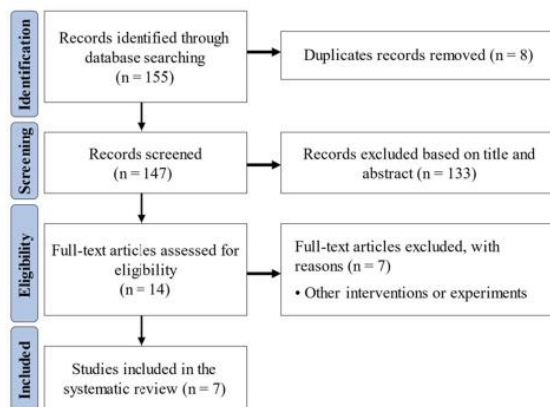 Identification
Records identified through
database searching
(n = 155)
Duplicates records removed (n = 8)
Screening
Records screened
(n = 147)
Records excluded based on title and
abstract (n = 133)
Eligibility
Full-text articles assessed for
eligibility
(n = 14)
Full-text articles excluded, with
reasons (n = 7)
• Other interventions or experiments
Included
Studies included in the
systematic review (n = 7)